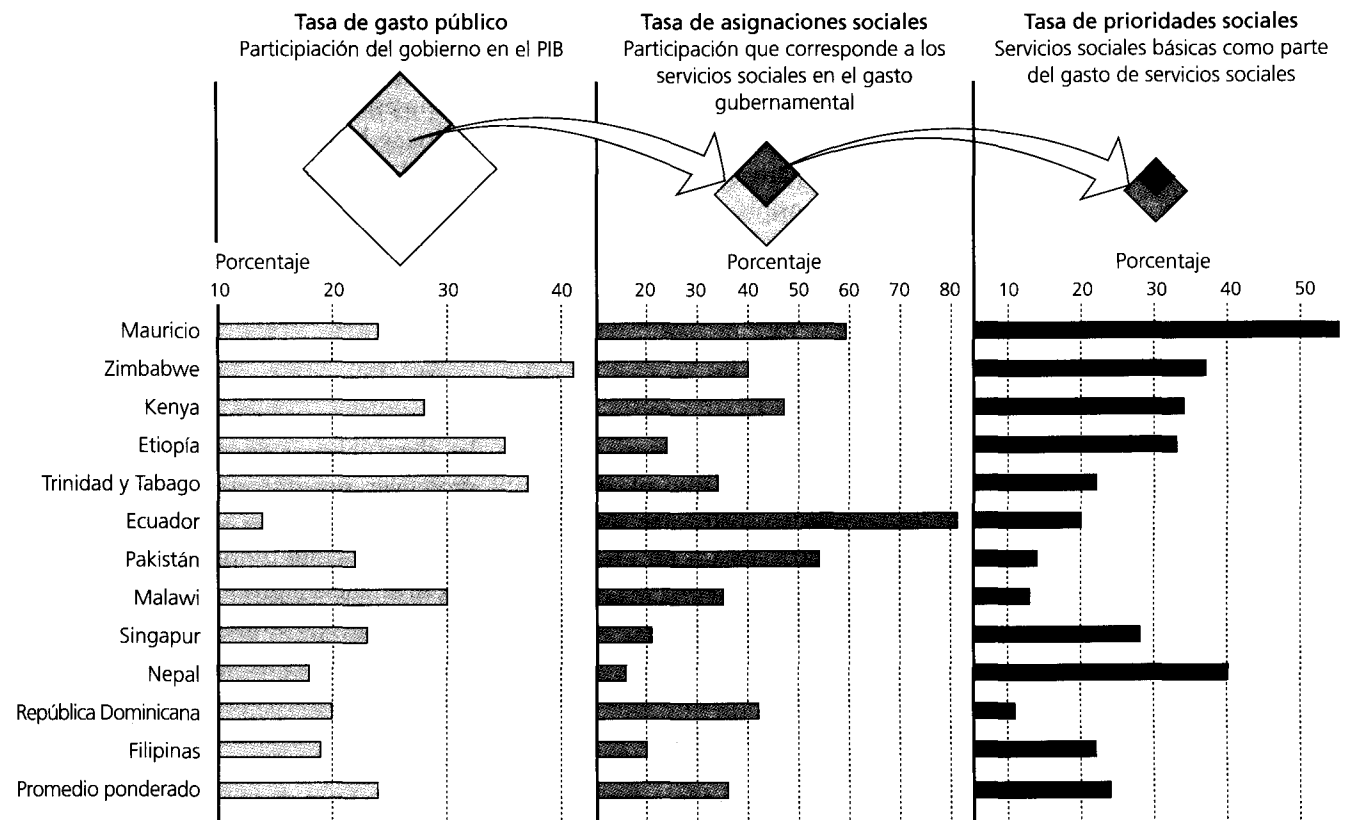 Tasa de gasto público
Participiación del gobierno en el PIB
Tasa de asignaciones sociales
Participación que corresponde a los
servicios sociales en el gasto
gubernamental
Tasa de prioridades sociales
Servicios sociales básicas como parte
del gasto de servicios sociales
Porcentaje
10 20 30 40
Porcentaje
20 30 40 50 60 70 80
Porcentaje
10 20 30 40 50
Mauricio
Zimbabwe
Kenya
Etiopía
Trinidad y Tabago
Ecuador
Pakistán
Malawi
Singapur
Nepal
República Dominicana
Filipinas
Promedio ponderado